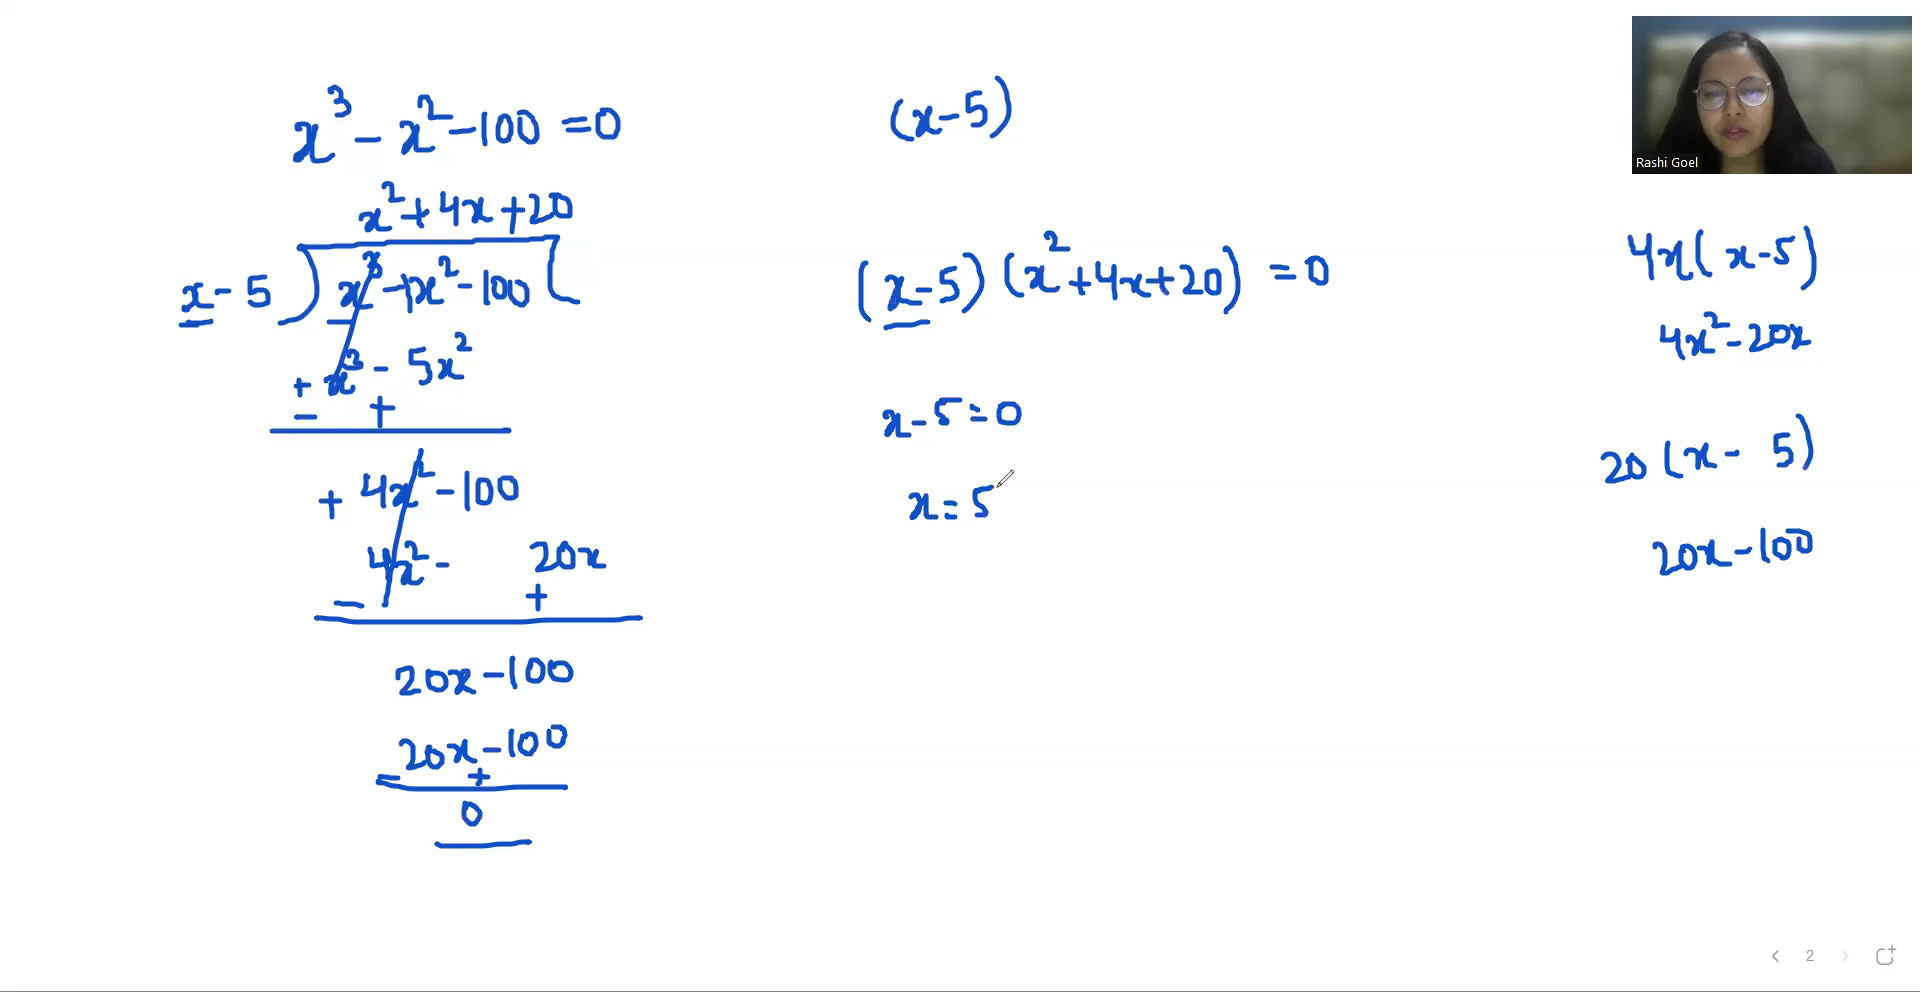 x³ - x² - 100 = 0
x² + 4x + 20
x - 5 ) x³ - 1x² - 100 (
+ x³ - 5x²
- +
+ 4x² - 100
4x² - 20x
- +
20x - 100
20x - 100
- +
0
(x - 5)
(x - 5) (x² + 4x + 20) = 0
x - 5 = 0
x = 5
Rashi Goel
4x(x - 5)
4x² - 20x
20(x - 5)
20x - 100
2